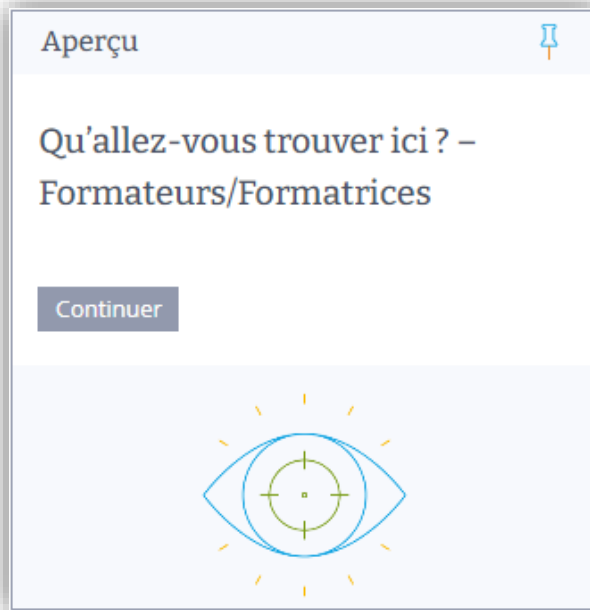 Aperçu
Qu’allez-vous trouver ici ? –
Formateurs/Formatrices
Continuer